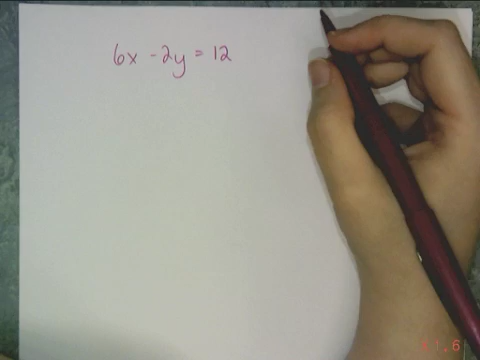 6x - 2y = 12